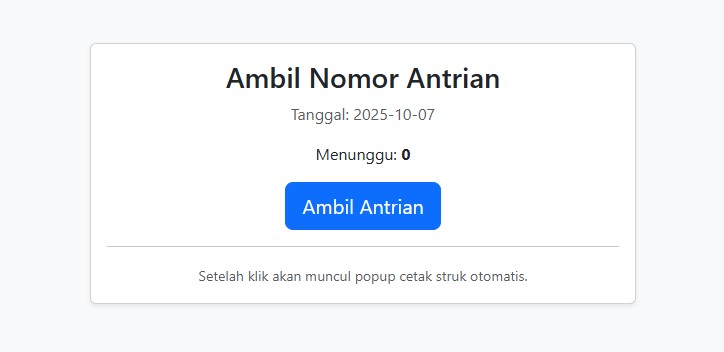 Ambil Nomor Antrian
Tanggal: 2025-10-07
Menunggu: 0
Ambil Antrian
Setelah klik akan muncul popup cetak struk otomatis.